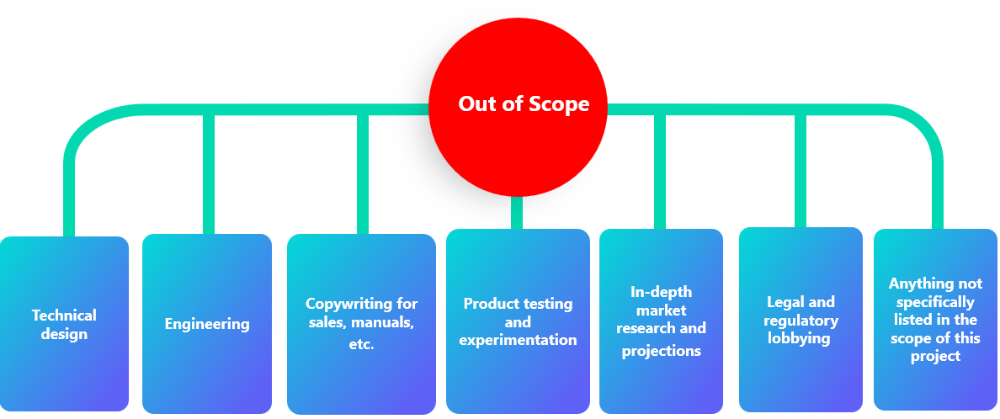 Out of Scope
Technical
design
Engineering
Copywriting for
sales, manuals,
etc.
Product testing
and
experimentation
In-depth
market
research and
projections
Legal and
regulatory
lobbying
Anything not
specifically
listed in the
scope of this
project